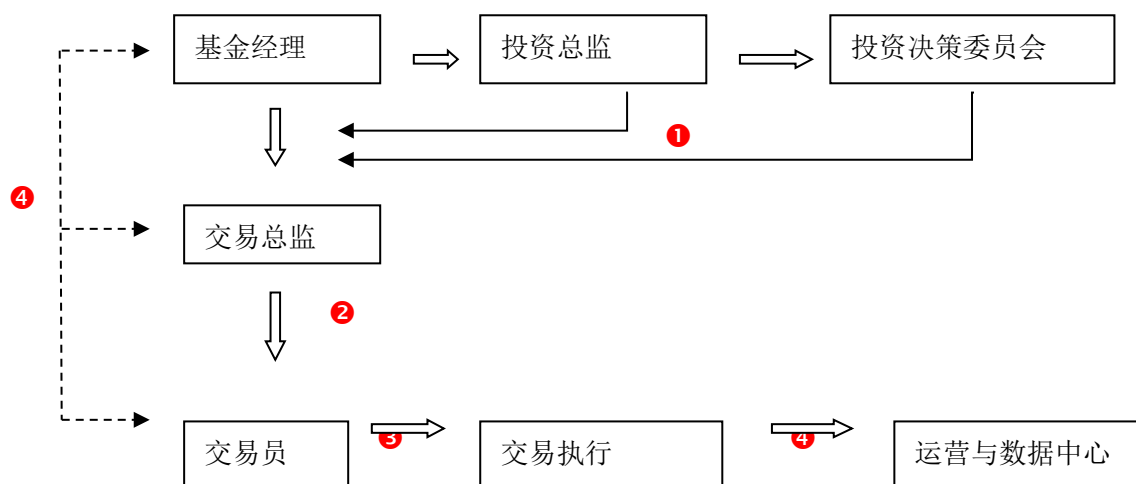 基金经理
投资总监
投资决策委员会
❶
❹
交易总监
❷
交易员
❸
交易执行
❹
运营与数据中心